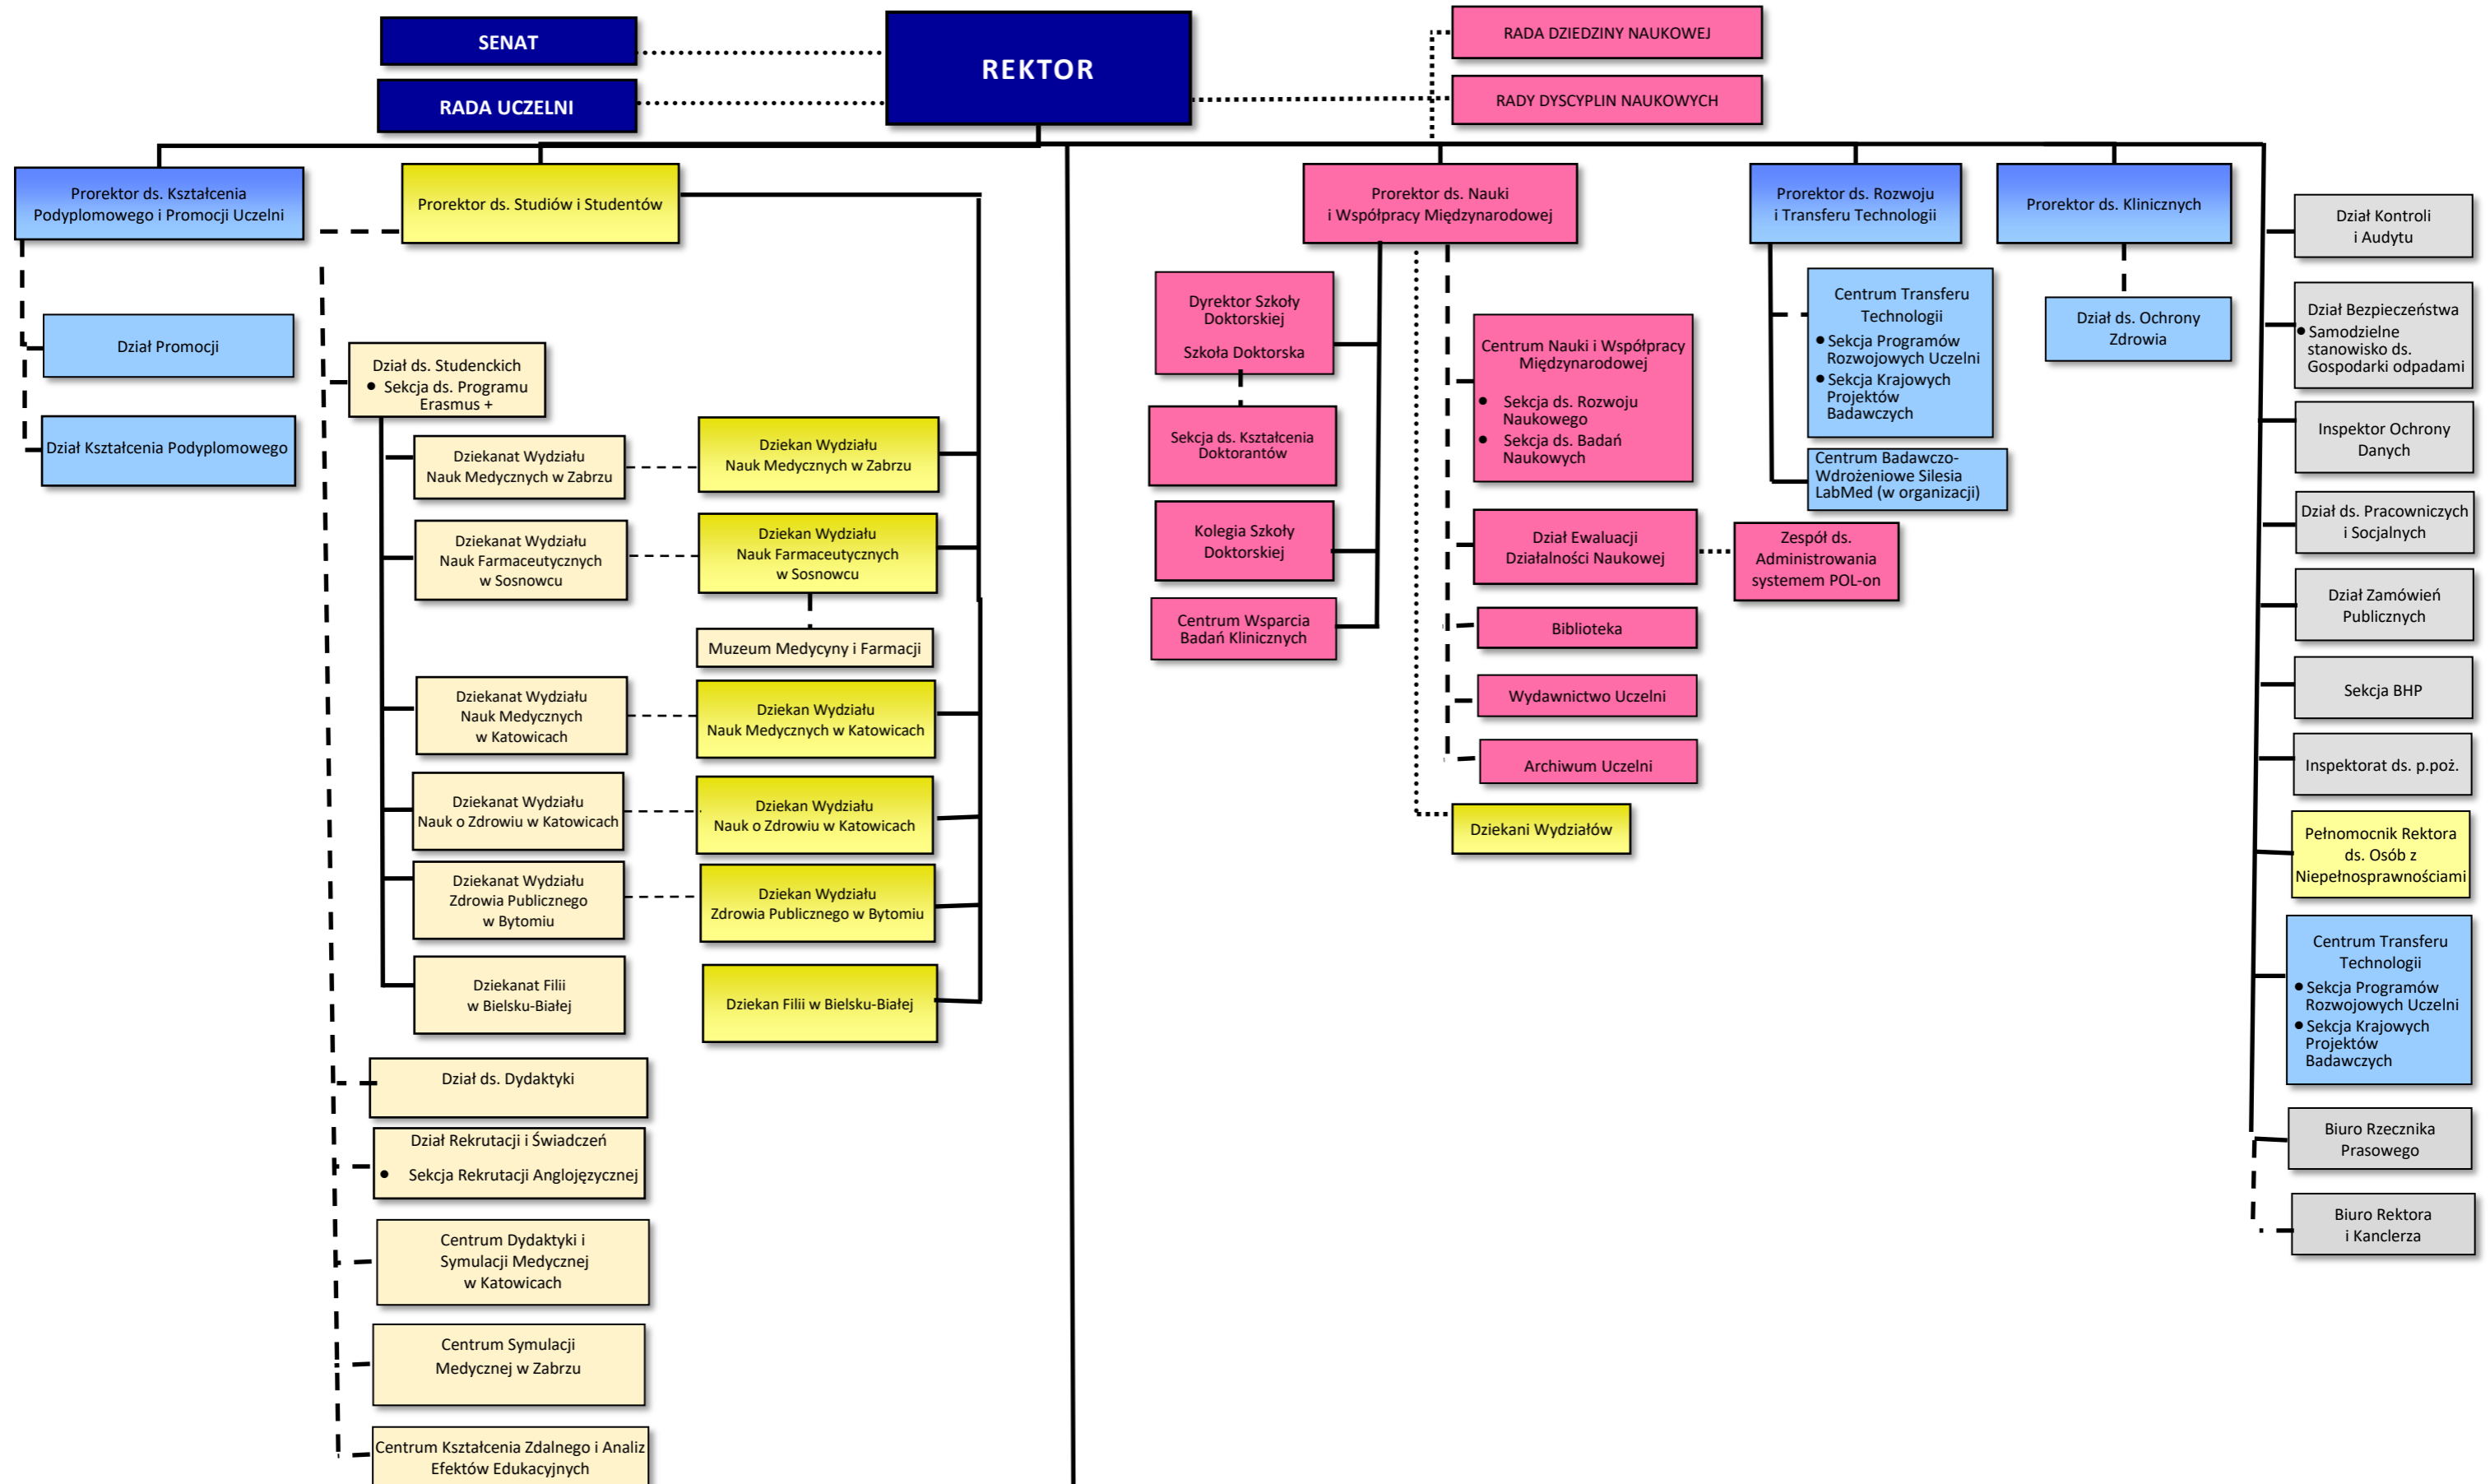 SENAT
RADA UCZELNI
REKTOR
RADA DZIEDZINY NAUKOWEJ
RADY DYSCYPLIN NAUKOWYCH
Prorektor ds. Kształcenia
Podyplomowego i Promocji Uczelni
Dział Promocji
Dział Kształcenia Podyplomowego
Prorektor ds. Studiów i Studentów
Dział ds. Studenckich
• Sekcja ds. Programu
Erasmus +
Dziekanat Wydziału
Nauk Medycznych w Zabrzu
Dziekan Wydziału
Nauk Medycznych w Zabrzu
Dziekanat Wydziału
Nauk Farmaceutycznych
w Sosnowcu
Dziekan Wydziału
Nauk Farmaceutycznych
w Sosnowcu
Muzeum Medycyny i Farmacji
Dziekanat Wydziału
Nauk Medycznych
w Katowicach
Dziekan Wydziału
Nauk Medycznych w Katowicach
Dziekanat Wydziału
Nauk o Zdrowiu w Katowicach
Dziekan Wydziału
Nauk o Zdrowiu w Katowicach
Dziekanat Wydziału
Zdrowia Publicznego
w Bytomiu
Dziekan Wydziału
Zdrowia Publicznego w Bytomiu
Dziekanat Filii
w Bielsku-Białej
Dziekan Filii w Bielsku-Białej
Dział ds. Dydaktyki
Dział Rekrutacji i Świadczeń
• Sekcja Rekrutacji Anglojęzycznej
Centrum Dydaktyki i
Symulacji Medycznej
w Katowicach
Centrum Symulacji
Medycznej w Zabrzu
Centrum Kształcenia Zdalnego i Analiz
Efektów Edukacyjnych
Prorektor ds. Nauki
i Współpracy Międzynarodowej
Dyrektor Szkoły
Doktorskiej
Szkoła Doktorska
Sekcja ds. Kształcenia
Doktorantów
Kolegia Szkoły
Doktorskiej
Centrum Wsparcia
Badań Klinicznych
Centrum Nauki i Współpracy
Międzynarodowej
• Sekcja ds. Rozwoju
Naukowego
• Sekcja ds. Badań
Naukowych
Dział Ewaluacji
Działalności Naukowej
Zespół ds.
Administrowania
systemem POL-on
Biblioteka
Wydawnictwo Uczelni
Archiwum Uczelni
Dziekani Wydziałów
Prorektor ds. Rozwoju
i Transferu Technologii
Centrum Transferu
Technologii
• Sekcja Programów
Rozwojowych Uczelni
• Sekcja Krajowych
Projektów
Badawczych
Centrum Badawczo-
Wdrożeniowe Silesia
LabMed (w organizacji)
Prorektor ds. Klinicznych
Dział ds. Ochrony
Zdrowia
Dział Kontroli
i Audytu
Dział Bezpieczeństwa
• Samodzielne
stanowisko ds.
Gospodarki odpadami
Inspektor Ochrony
Danych
Dział ds. Pracowniczych
i Socjalnych
Dział Zamówień
Publicznych
Sekcja BHP
Inspektorat ds. p.poż.
Pełnomocnik Rektora
ds. Osób z
Niepełnosprawnościami
Centrum Transferu
Technologii
• Sekcja Programów
Rozwojowych Uczelni
• Sekcja Krajowych
Projektów
Badawczych
Biuro Rzecznika
Prasowego
Biuro Rektora
i Kanclerza